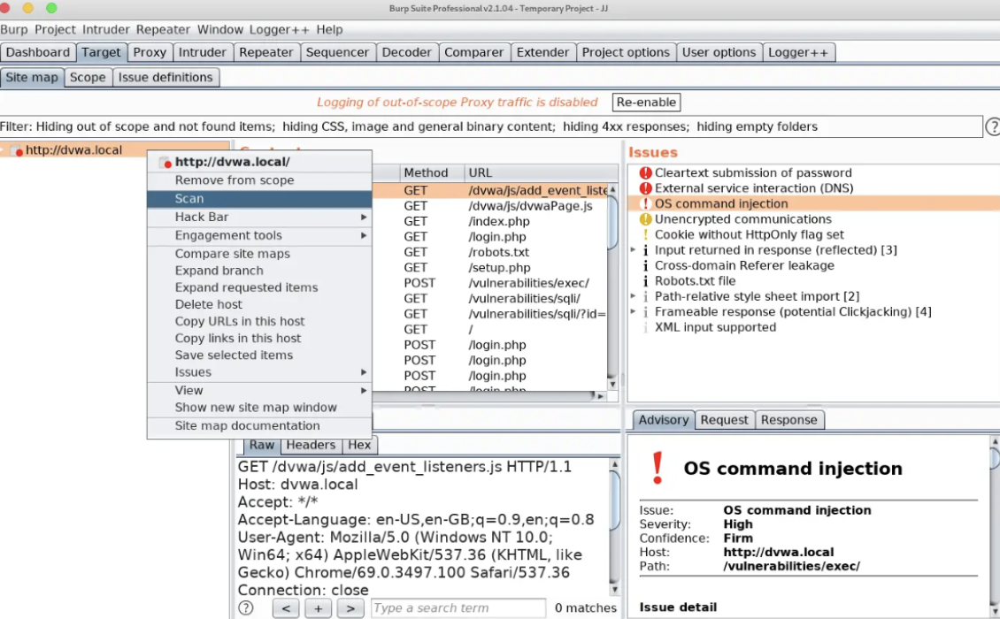 Burp Suite Professional v2.1.04 - Temporary Project - JJ
Burp Project Intruder Repeater Window Logger++ Help
Dashboard Target Proxy Intruder Repeater Sequencer Decoder Comparer Extender Project options User options Logger++
Site map Scope Issue definitions
Logging of out-of-scope Proxy traffic is disabled Re-enable
Filter: Hiding out of scope and not found items; hiding CSS, image and general binary content; hiding 4xx responses; hiding empty folders ?
http://dvwa.local
http://dvwa.local/
Remove from scope
Scan
Hack Bar
Engagement tools
Compare site maps
Expand branch
Expand requested items
Delete host
Copy URLs in this host
Copy links in this host
Save selected items
Issues
View
Show new site map window
Site map documentation
Method URL
GET /dvwa/js/add_event_liste
GET /dvwa/js/dvwaPage.js
GET /index.php
GET /login.php
GET /robots.txt
GET /setup.php
POST /vulnerabilities/exec/
GET /vulnerabilities/sqli/
GET /vulnerabilities/sqli/?id=
GET /
POST /login.php
POST /login.php
POST /login.php
POST /login.php
Issues
Cleartext submission of password
External service interaction (DNS)
OS command injection
Unencrypted communications
Cookie without HttpOnly flag set
Input returned in response (reflected) [3]
Cross-domain Referer leakage
Robots.txt file
Path-relative style sheet import [2]
Frameable response (potential Clickjacking) [4]
XML input supported
Raw Headers Hex
GET /dvwa/js/add_event_listeners.js HTTP/1.1
Host: dvwa.local
Accept: */*
Accept-Language: en-US,en-GB;q=0.9,en;q=0.8
User-Agent: Mozilla/5.0 (Windows NT 10.0;
Win64; x64) AppleWebKit/537.36 (KHTML, like
Gecko) Chrome/69.0.3497.100 Safari/537.36
Connection: close
? < + > Type a search term 0 matches
Advisory Request Response
OS command injection
Issue: OS command injection
Severity: High
Confidence: Firm
Host: http://dvwa.local
Path: /vulnerabilities/exec/
Issue detail